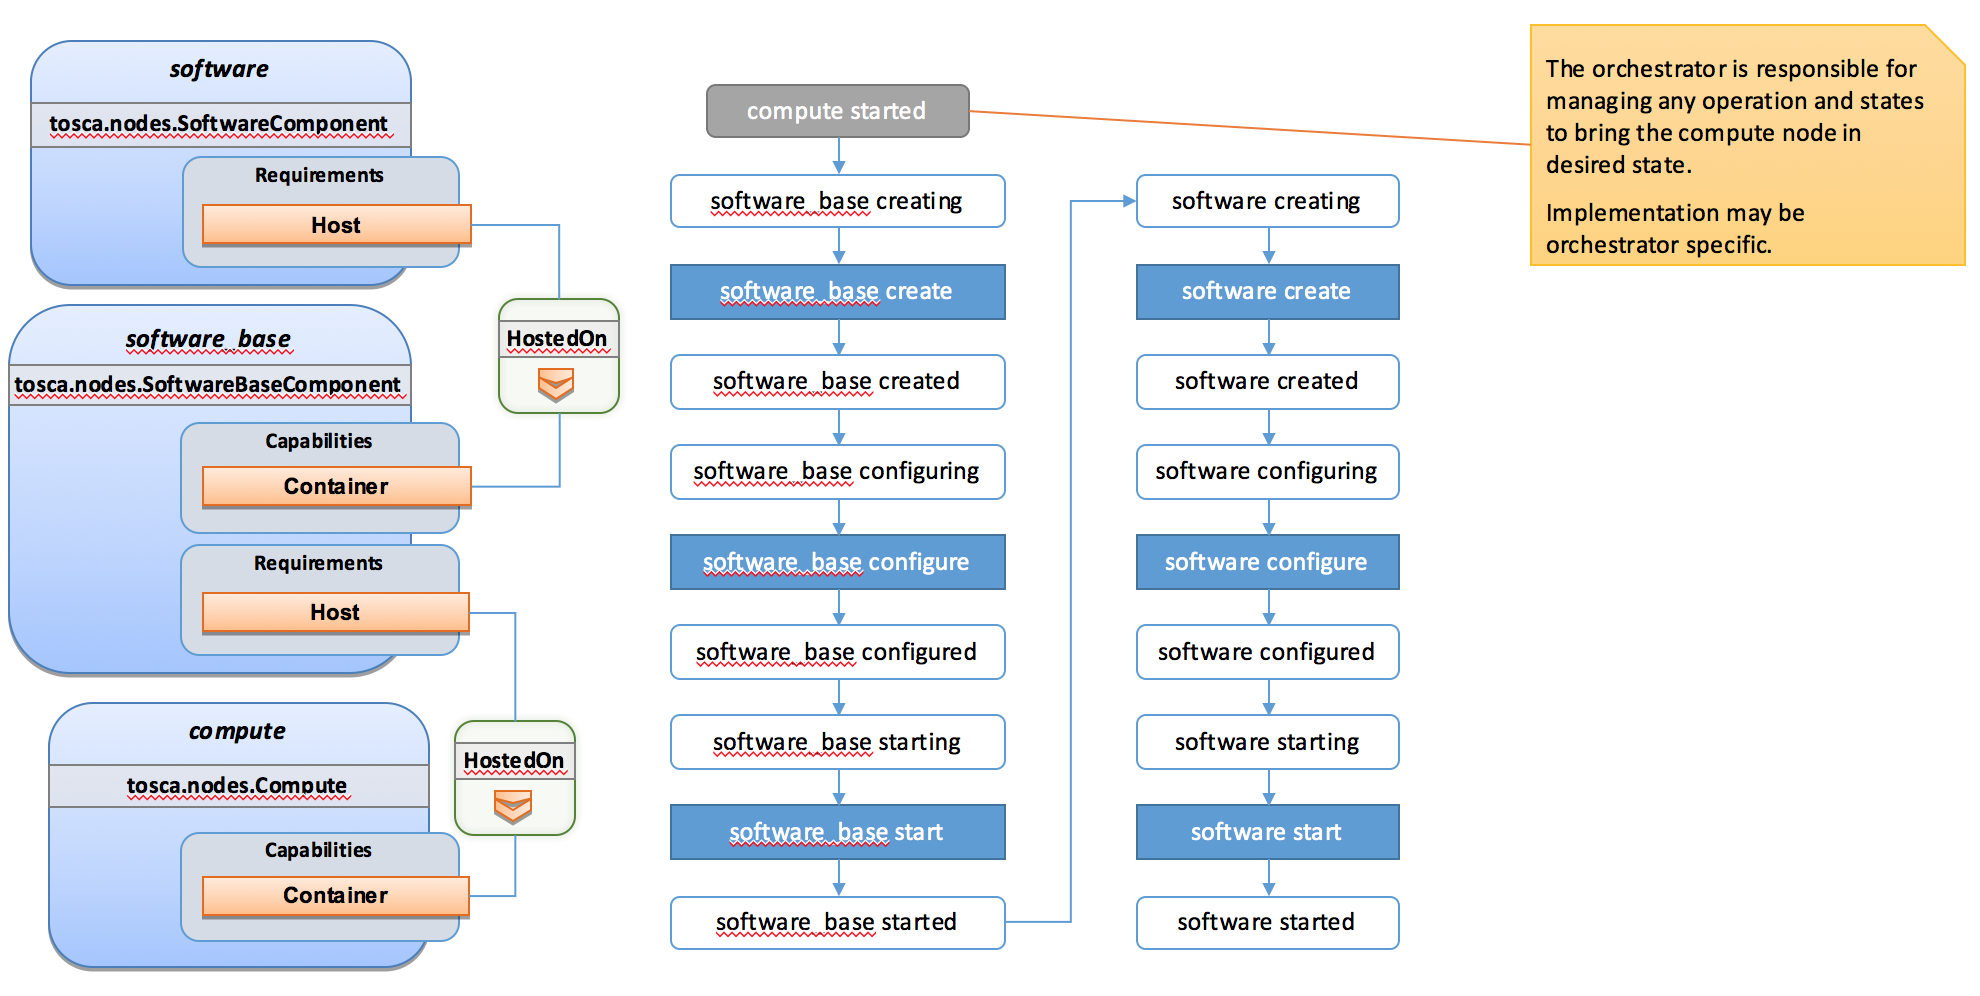 software
tosca.nodes.SoftwareComponent
Requirements
Host
HostedOn
software_base
tosca.nodes.SoftwareBaseComponent
Capabilities
Container
Requirements
Host
HostedOn
compute
tosca.nodes.Compute
Capabilities
Container
compute started
software_base creating
software_base create
software_base created
software_base configuring
software_base configure
software_base configured
software_base starting
software_base start
software_base started
software creating
software create
software created
software configuring
software configure
software configured
software starting
software start
software started
The orchestrator is responsible for
managing any operation and states
to bring the compute node in
desired state.
Implementation may be
orchestrator specific.